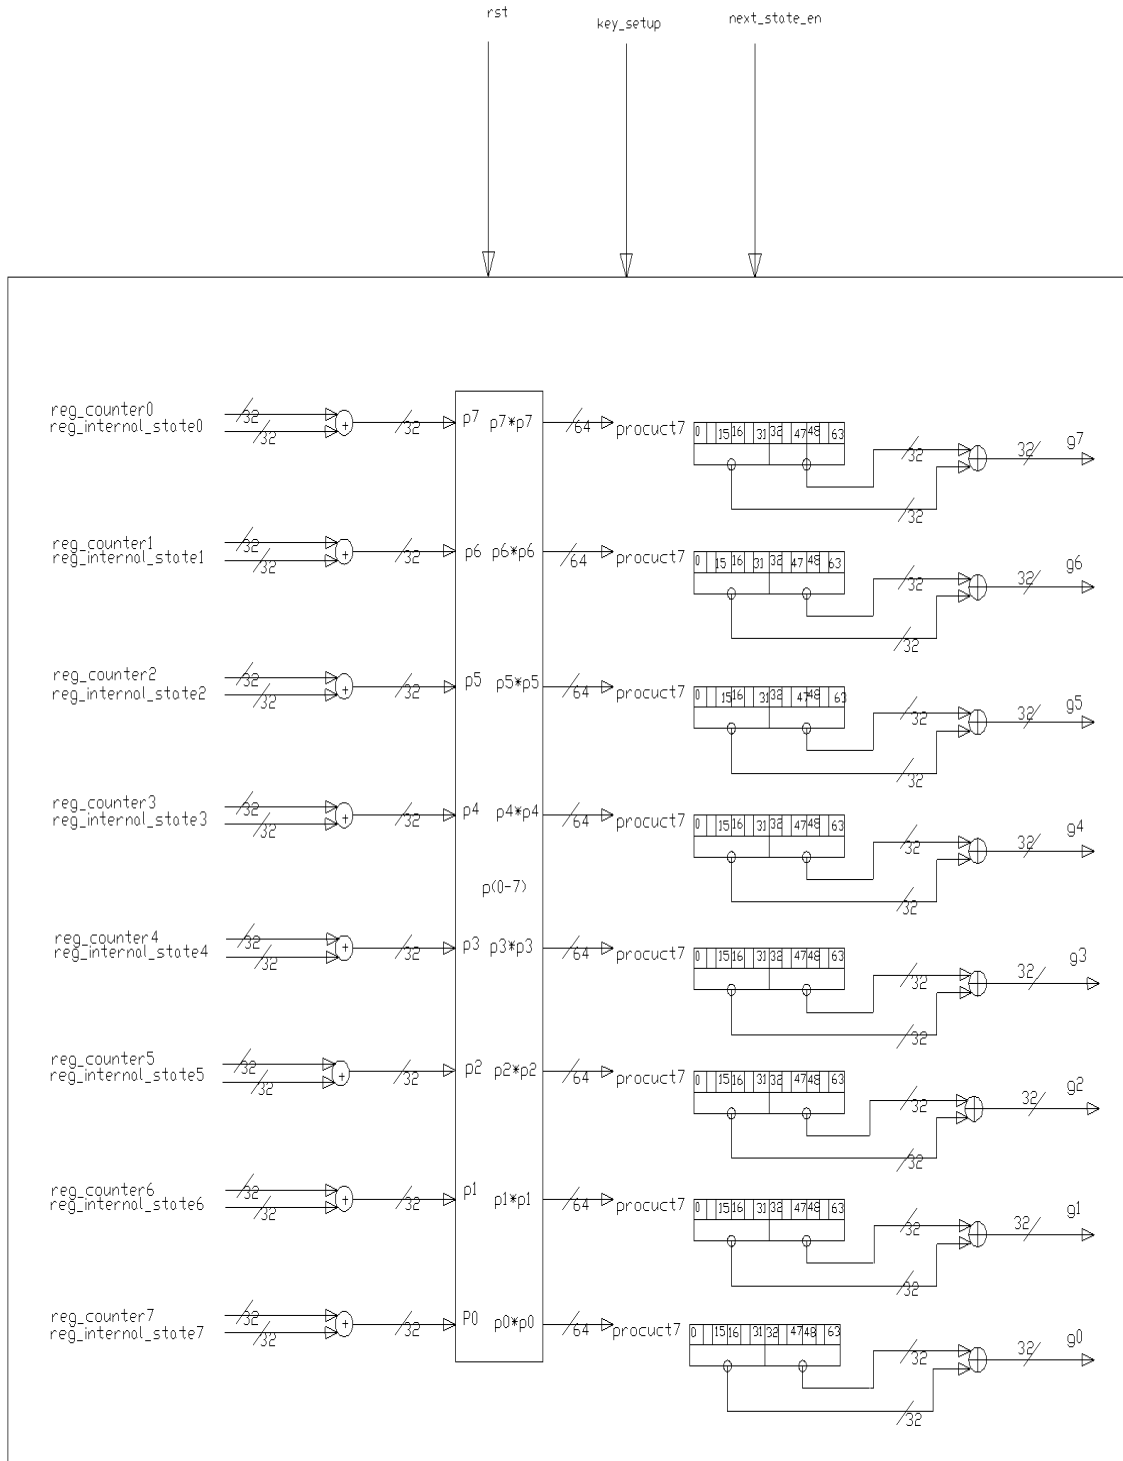 rst
key_setup
next_state_en
reg_counter0
reg_internal_state0
32
32
+
32
p7 p7*p7
64
procuct7
0 15 16 31 32 47 48 63
32
32
32
g7
reg_counter1
reg_internal_state1
32
32
+
32
p6 p6*p6
64
procuct7
0 15 16 31 32 47 48 63
32
32
32
g6
reg_counter2
reg_internal_state2
32
32
+
32
p5 p5*p5
64
procuct7
0 15 16 31 32 47 48 63
32
32
32
g5
reg_counter3
reg_internal_state3
32
32
+
32
p4 p4*p4
64
procuct7
0 15 16 31 32 47 48 63
32
32
32
g4
p(0-7)
reg_counter4
reg_internal_state4
32
32
+
32
p3 p3*p3
64
procuct7
0 15 16 31 32 47 48 63
32
32
32
g3
reg_counter5
reg_internal_state5
32
32
+
32
p2 p2*p2
64
procuct7
0 15 16 31 32 47 48 63
32
32
32
g2
reg_counter6
reg_internal_state6
32
32
+
32
p1 p1*p1
64
procuct7
0 15 16 31 32 47 48 63
32
32
32
g1
reg_counter7
reg_internal_state7
32
32
+
32
P0 p0*p0
64
procuct7
0 15 16 31 32 47 48 63
32
32
32
g0